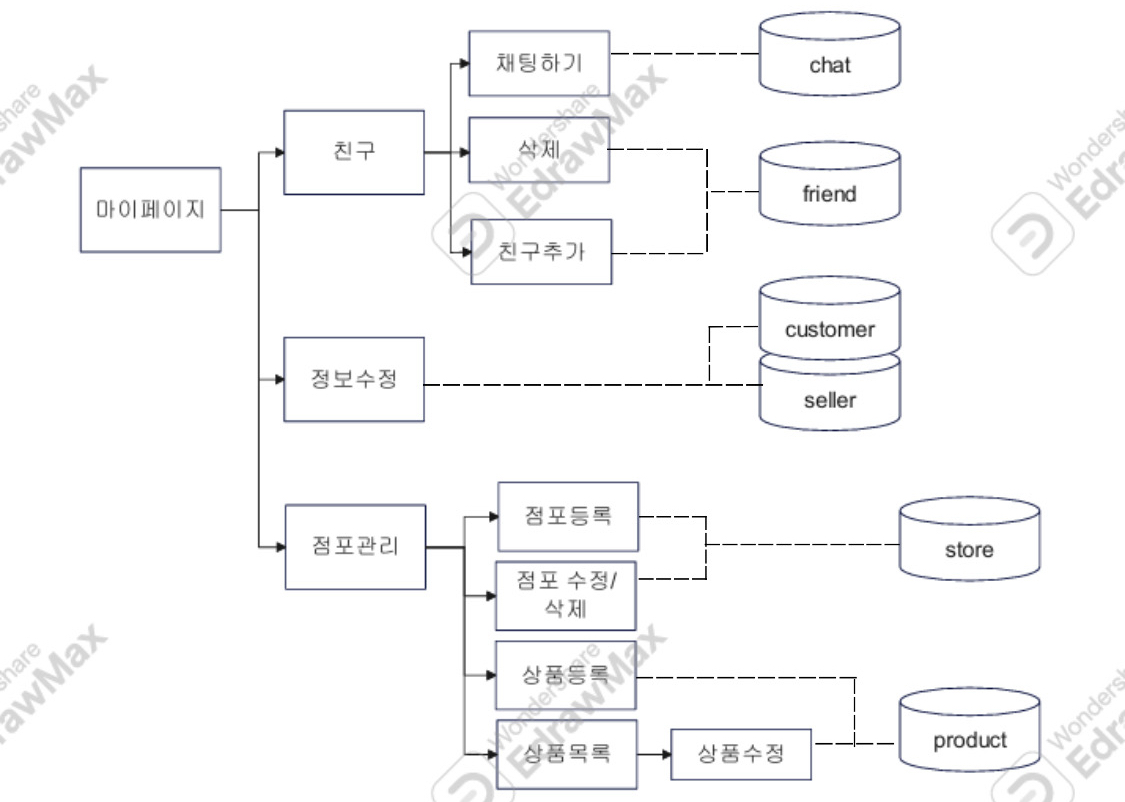 채팅하기
chat
친구
삭제
마이페이지
friend
친구추가
customer
정보수정
seller
점포등록
점포관리
store
점포 수정/
삭제
상품등록
상품목록
상품수정
product
Wondershare
EdrawMax
Wondershare
EdrawMax